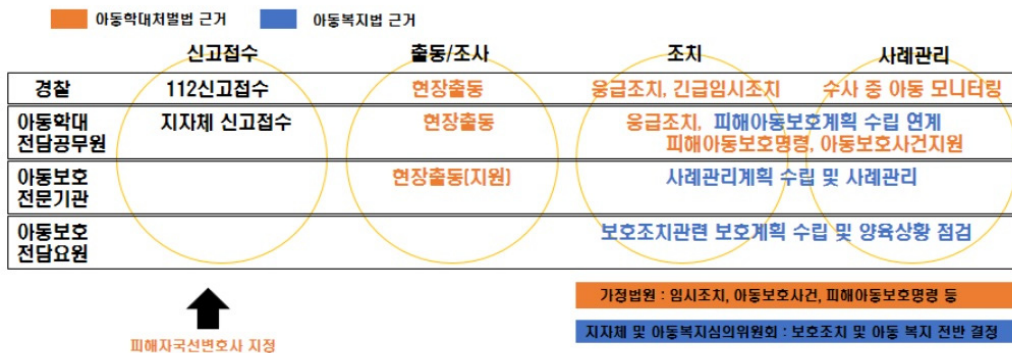 아동학대처벌법 근거 아동복지법 근거
신고접수 출동/조사 조치 사례관리
경찰 112신고접수 현장출동 응급조치, 긴급임시조치 수사 중 아동 모니터링
아동학대 지자체 신고접수 현장출동 응급조치, 피해아동보호계획 수립 연계
전담공무원 피해아동보호명령, 아동보호사건지원
아동보호 현장출동(지원) 사례관리계획 수립 및 사례관리
전문기관
아동보호 보호조치관련 보호계획 수립 및 양육상황 점검
전담요원
가정법원 : 임시조치, 아동보호사건, 피해아동보호명령 등
지자체 및 아동복지심의위원회 : 보호조치 및 아동 복지 전반 결정
피해자국선변호사 지정